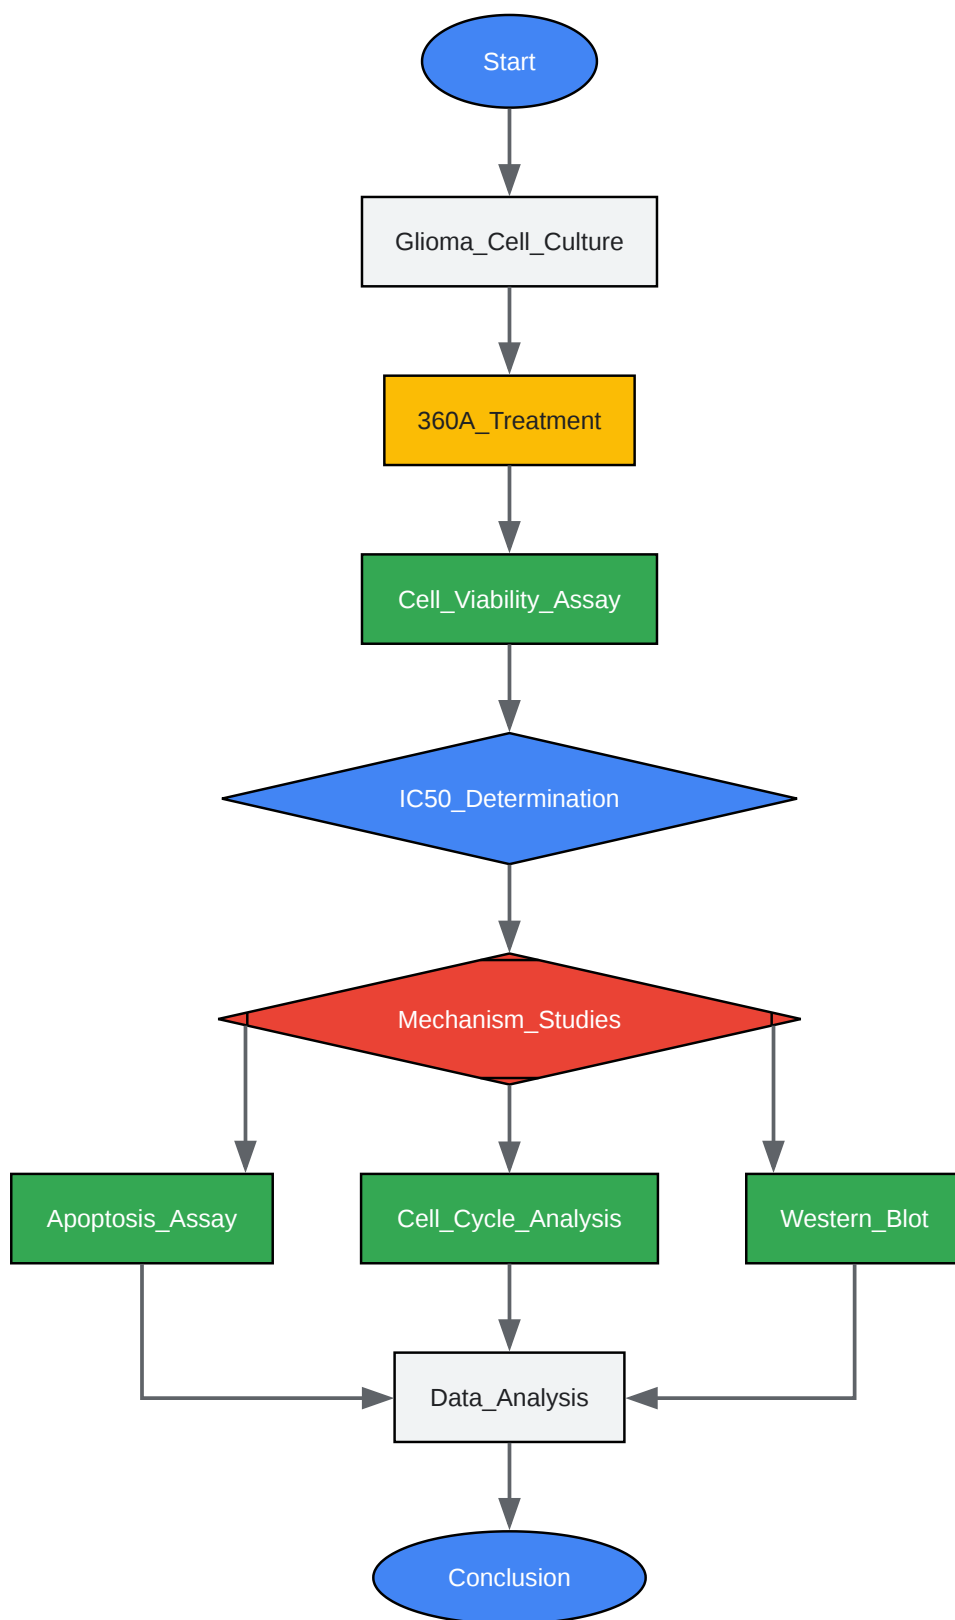 Start
Glioma_Cell_Culture
360A_Treatment
Cell_Viability_Assay
IC50_Determination
Mechanism_Studies
Apoptosis_Assay
Cell_Cycle_Analysis
Western_Blot
Data_Analysis
Conclusion